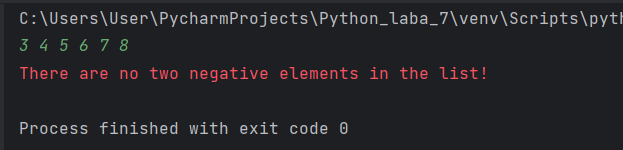 C:\Users\User\PycharmProjects\Python_laba_7\venv\Scripts\pyth
3 4 5 6 7 8
There are no two negative elements in the list!
Process finished with exit code 0